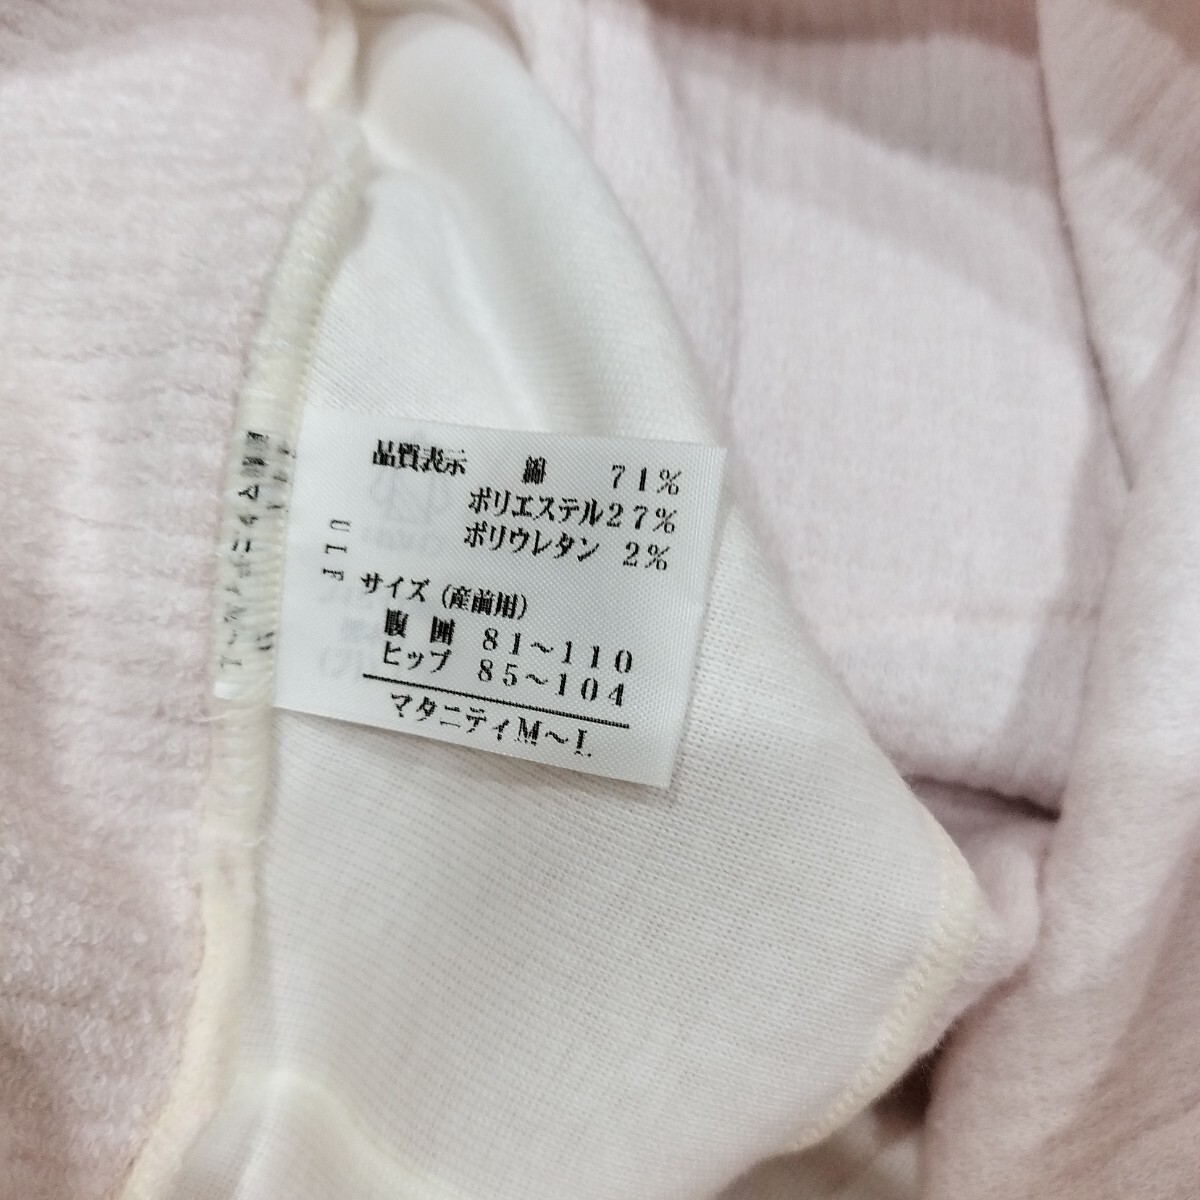 品質表示 綿 71%
ポリエステル27%
ポリウレタン 2%
サイズ(産前用)
腹囲 81～110
ヒップ 85～104
マタニティM～L